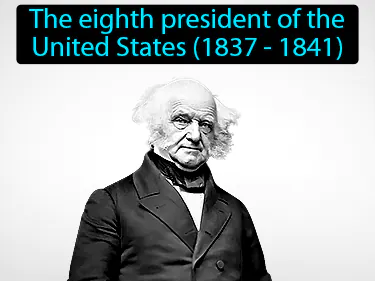 The eighth president of the
United States (1837 - 1841)